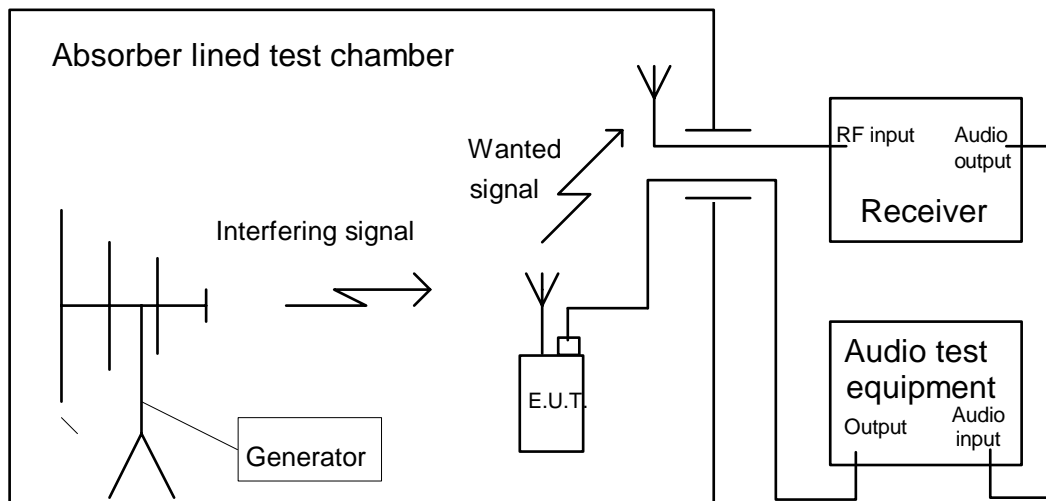 Absorber lined test chamber
Wanted
signal
Interfering signal
RF input
Audio
output
Receiver
E.U.T.
Generator
Audio test
equipment
Output
Audio
input